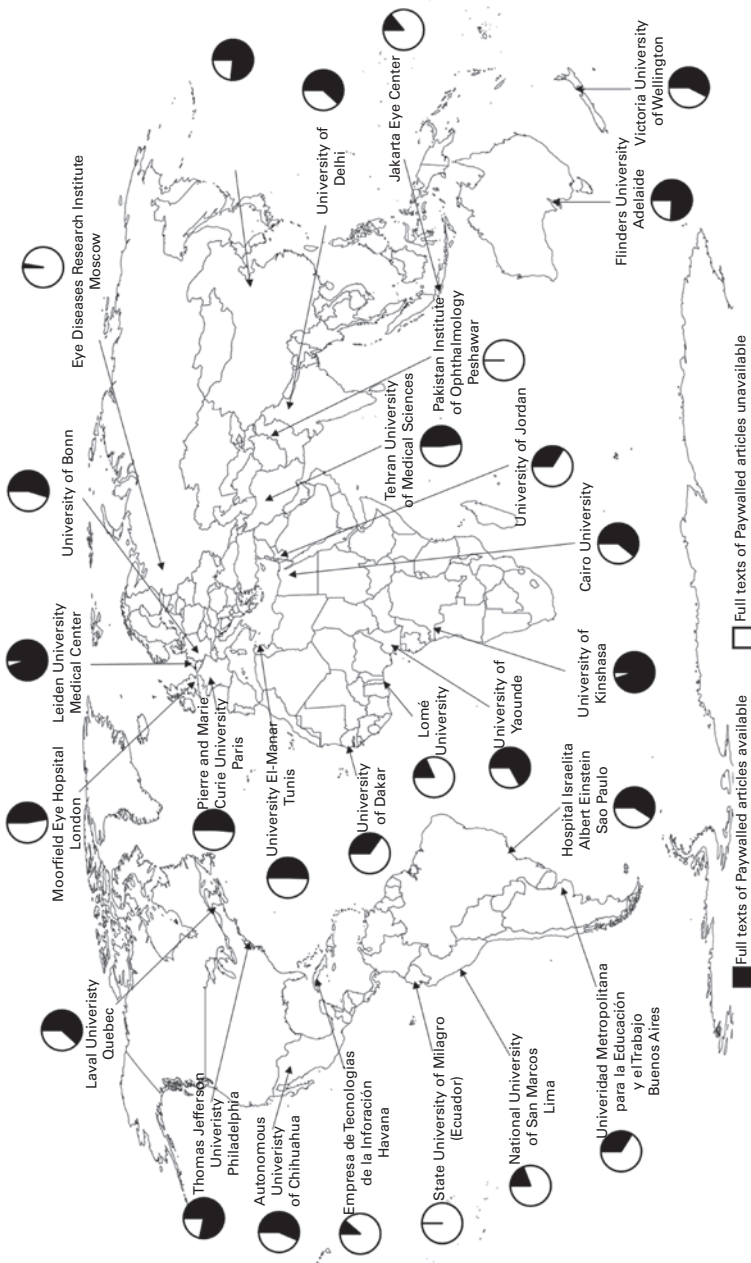 Laval Univeristy
Quebec
Moorfield Eye Hopsital
London
Leiden University
Medical Center
University of Bonn
Eye Diseases Research Institute
Moscow
Thomas Jefferson
Univeristy
Philadelphia
Pierre and Marie
Curie University
Paris
Autonomous
Univeristy
of Chihuahua
University El-Manar
Tunis
University of
Delhi
Empresa de Tecnologías
de la Inforación
Havana
University
of Dakar
Tehran University
of Medical Sciences
Pakistan Institute
of Ophthalmology
Peshawar
Jakarta Eye Center
State University of Milagro
(Ecuador)
Lomé
University
University of Jordan
National University
of San Marcos
Lima
University of
Yaounde
Cairo University
Hospital Israelita
Albert Einstein
Sao Paulo
University of
Kinshasa
Flinders University
Adelaide
Victoria University
of Wellington
Univeridad Metropolitana
para la Educación
y el Trabajo
Buenos Aires
Full texts of Paywalled articles available
Full texts of Paywalled articles unavailable